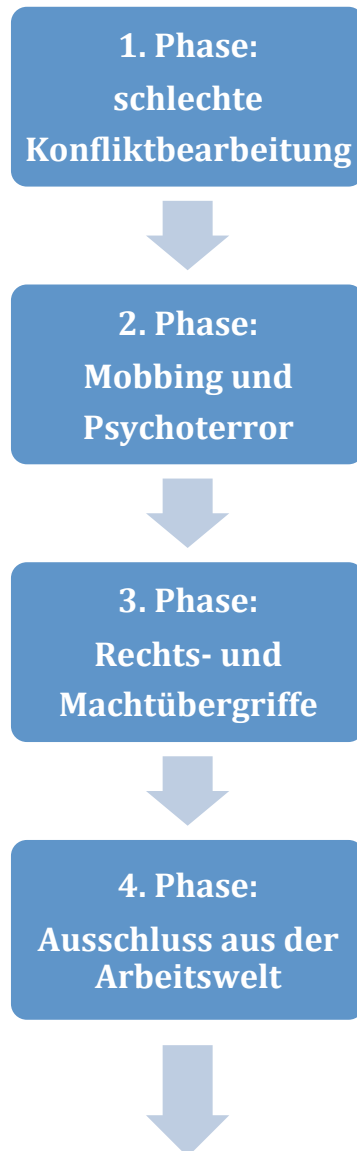 1. Phase:
schlechte
Konfliktbearbeitung
2. Phase:
Mobbing und
Psychoterror
3. Phase:
Rechts- und
Machtübergriffe
4. Phase:
Ausschluss aus der
Arbeitswelt